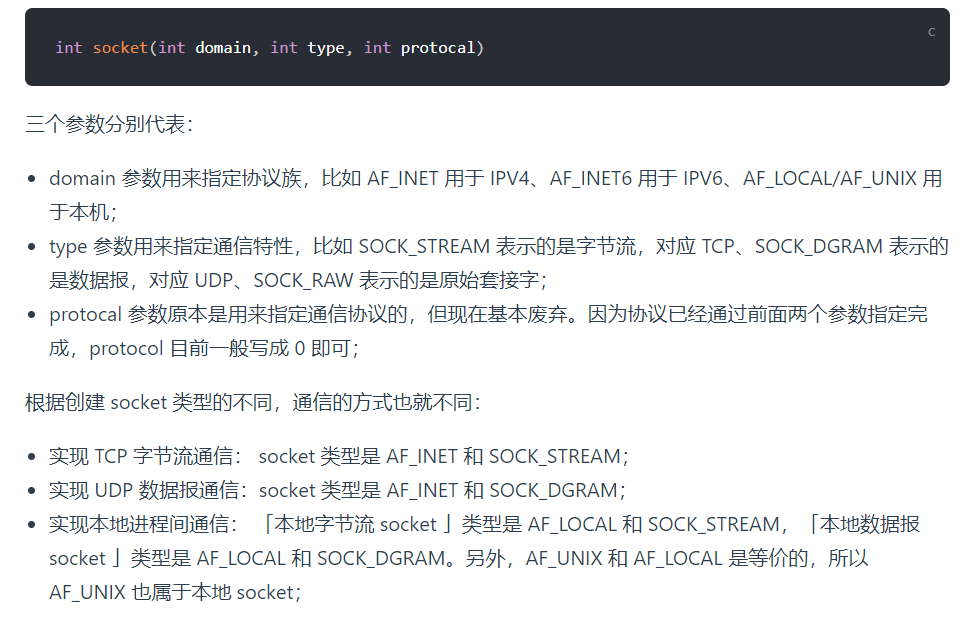 c
int socket(int domain, int type, int protocal)
三个参数分别代表：
• domain 参数用来指定协议族，比如 AF_INET 用于 IPV4、AF_INET6 用于 IPV6、AF_LOCAL/AF_UNIX 用
于本机；
• type 参数用来指定通信特性，比如 SOCK_STREAM 表示的是字节流，对应 TCP、SOCK_DGRAM 表示的
是数据报，对应 UDP、SOCK_RAW 表示的是原始套接字；
• protocal 参数原本是用来指定通信协议的，但现在基本废弃。因为协议已经通过前面两个参数指定完
成，protocol 目前一般写成 0 即可；
根据创建 socket 类型的不同，通信的方式也就不同：
• 实现 TCP 字节流通信： socket 类型是 AF_INET 和 SOCK_STREAM；
• 实现 UDP 数据报通信：socket 类型是 AF_INET 和 SOCK_DGRAM；
• 实现本地进程间通信： 「本地字节流 socket 」类型是 AF_LOCAL 和 SOCK_STREAM，「本地数据报
socket 」类型是 AF_LOCAL 和 SOCK_DGRAM。另外，AF_UNIX 和 AF_LOCAL 是等价的，所以
AF_UNIX 也属于本地 socket；